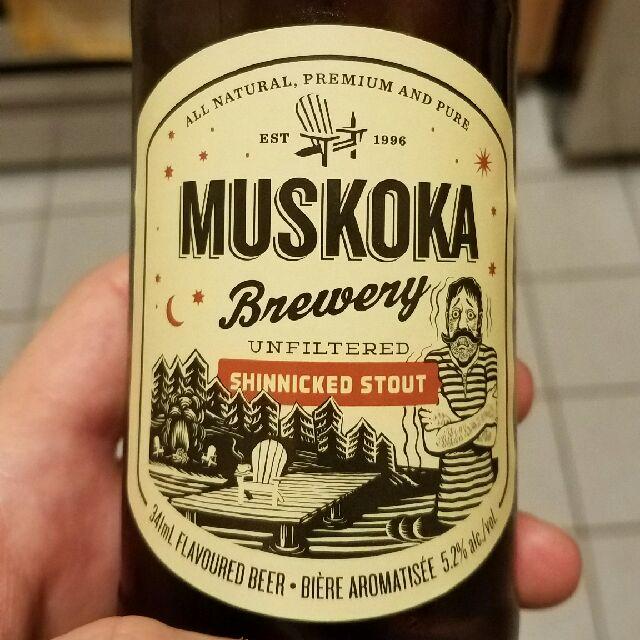 ALL NATURAL, PREMIUM AND PURE
EST 1996
MUSKOKA
Brewery
UNFILTERED
SHINNICKED STOUT
341mL FLAVOURED BEER • BIÈRE AROMATISÉE 5.2% alc./vol.